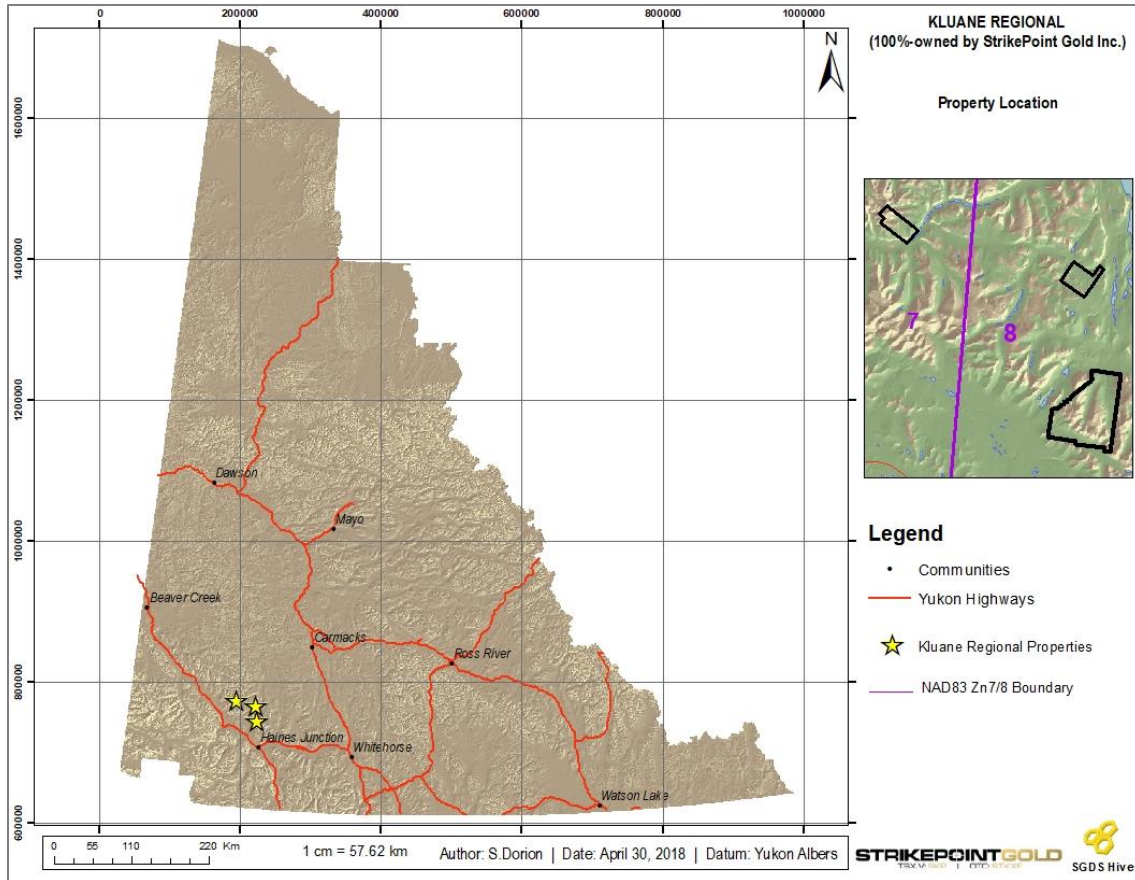 KLUANE REGIONAL
(100%-owned by StrikePoint Gold Inc.)
Property Location
0 200000 400000 600000 800000 1000000
N
1600000
1400000
1200000
1000000
800000
600000
Dawson
Mayo
Beaver Creek
Carmacks
Ross River
Haines Junction
Whitehorse
Watson Lake
7
8
Legend
Communities
Yukon Highways
Kluane Regional Properties
NAD83 Zn7/8 Boundary
0 55 110 220 Km
1 cm = 57.62 km
Author: S.Dorion | Date: April 30, 2018 | Datum: Yukon Albers
STRIKEPOINTGOLD
SGDS Hive